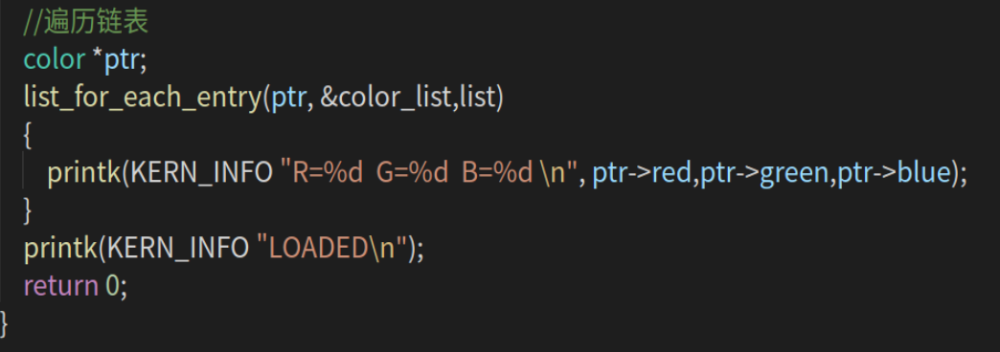 //遍历链表
color *ptr;
list_for_each_entry(ptr, &color_list,list)
{
printk(KERN_INFO "R=%d  G=%d  B=%d \n", ptr->red,ptr->green,ptr->blue);
}
printk(KERN_INFO "LOADED\n");
return 0;
}